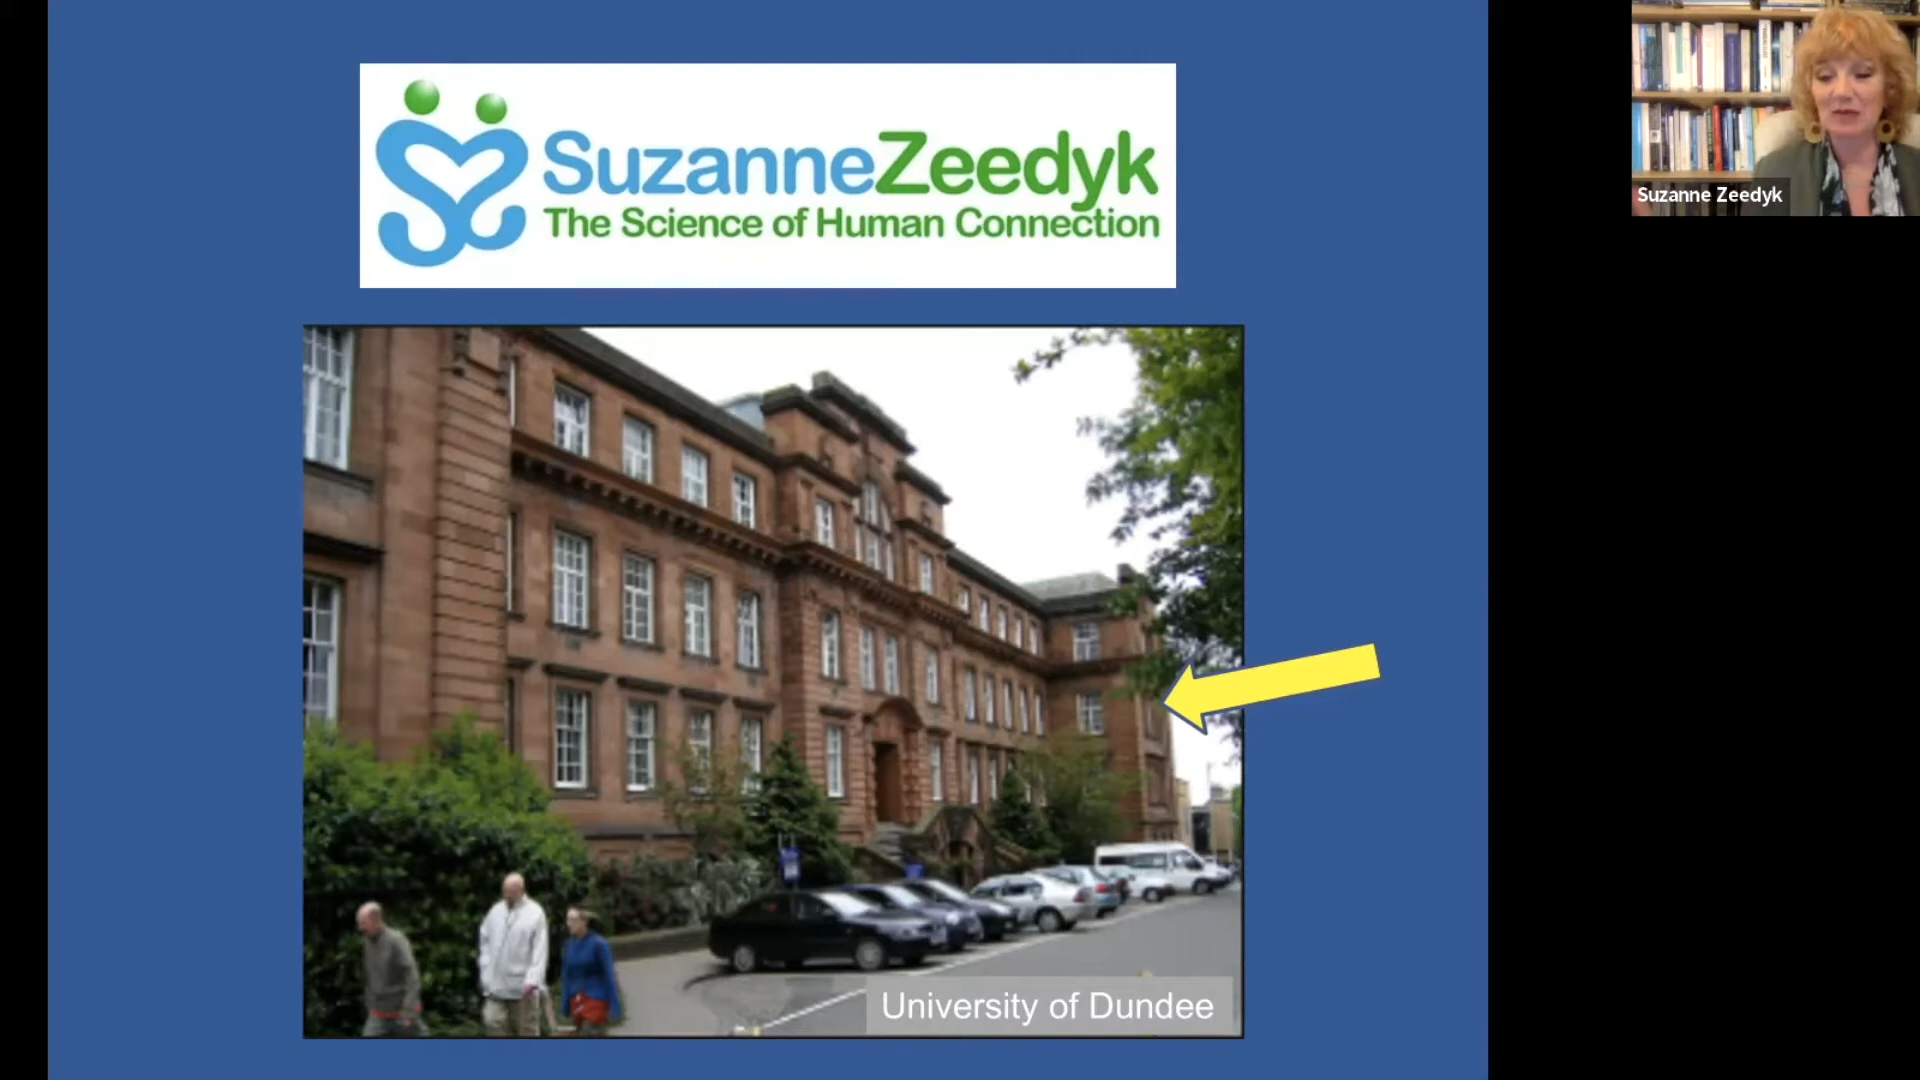 SuzanneZeedyk
The Science of Human Connection
Suzanne Zeedyk
University of Dundee